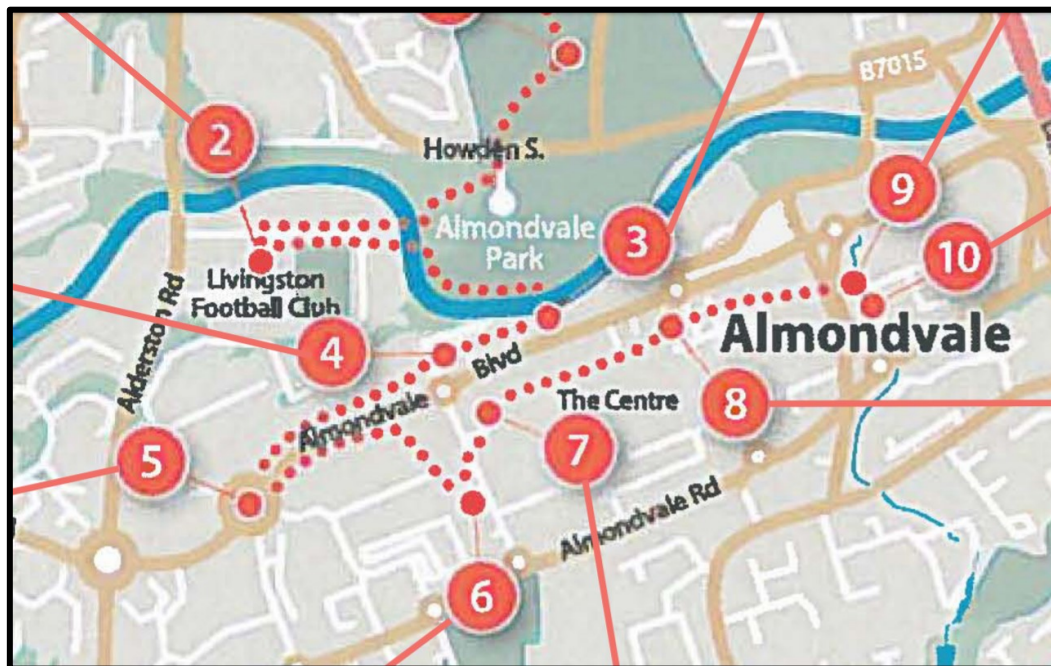 B7015
2
Howden S.
9
Almondvale
Park
3
10
Livingston
Football Club
Alderston Rd
4
Blvd
Almondvale
Almondvale
The Centre
8
5
7
Almondvale Rd
6